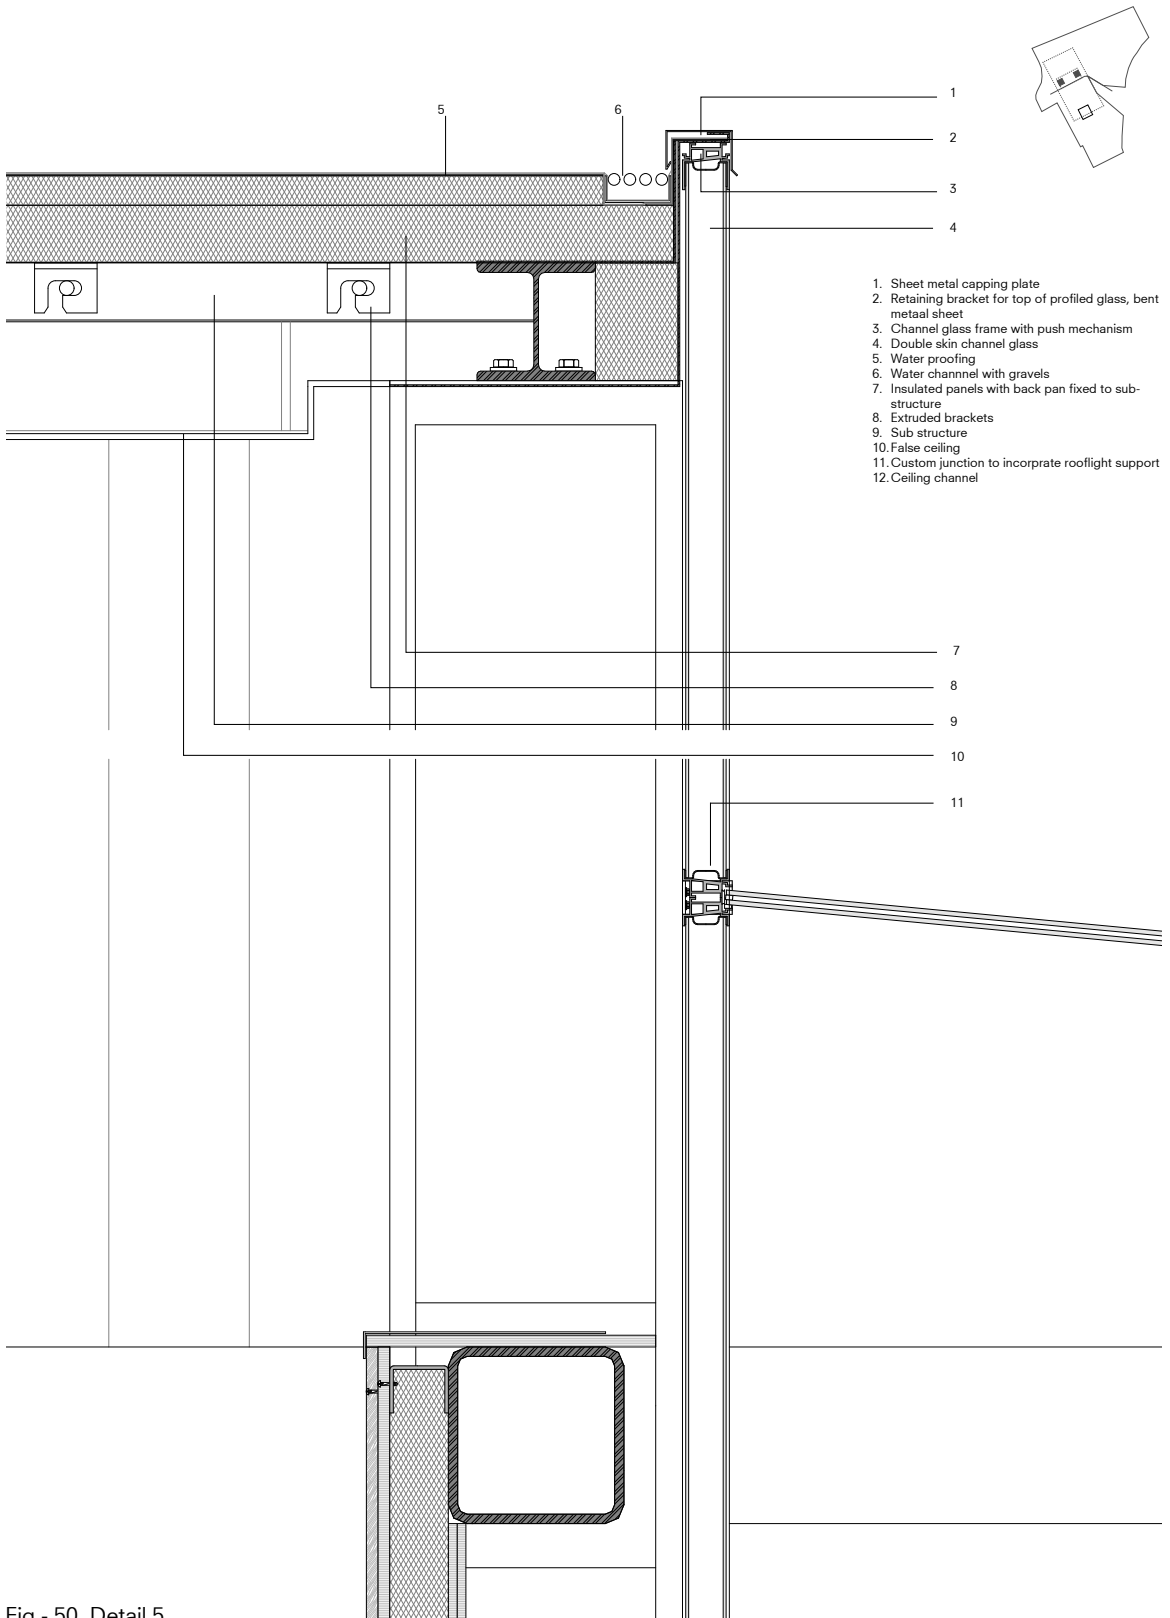 5
6
1
2
3
4
1. Sheet metal capping plate
2. Retaining bracket for top of profiled glass, bent
metaal sheet
3. Channel glass frame with push mechanism
4. Double skin channel glass
5. Water proofing
6. Water channnel with gravels
7. Insulated panels with back pan fixed to sub-
structure
8. Extruded brackets
9. Sub structure
10. False ceiling
11. Custom junction to incorprate rooflight support
12. Ceiling channel
7
8
9
10
11
Fig - 50 Detail 5